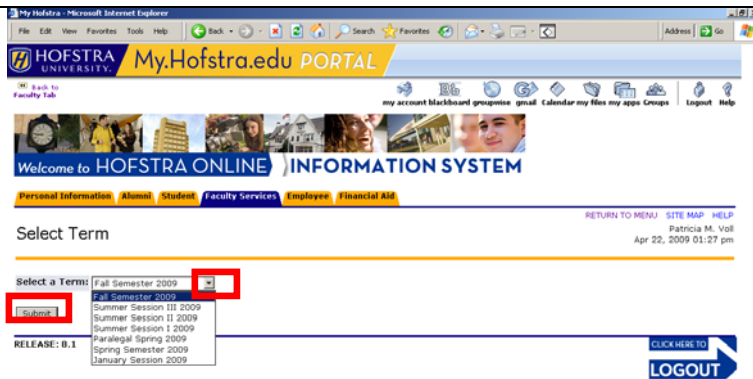 My Hofstra - Microsoft Internet Explorer
File Edit View Favorites Tools Help Back Search Favorites Address Go
HOFSTRA UNIVERSITY. My.Hofstra.edu PORTAL
Back to
Faculty Tab
my account blackboard groupwise gmail Calendar my files my apps Groups Logout Help
Welcome to HOFSTRA ONLINE INFORMATION SYSTEM
Personal Information Alumni Student Faculty Services Employee Financial Aid
RETURN TO MENU SITE MAP HELP
Select Term
Patricia M. Voll
Apr 22, 2009 01:27 pm
Select a Term: Fall Semester 2009
Fall Semester 2009
Submit
Summer Session III 2009
Summer Session II 2009
Summer Session I 2009
Paralegal Spring 2009
Spring Semester 2009
January Session 2009
RELEASE: 8.1
CLICK HERE TO
LOGOUT